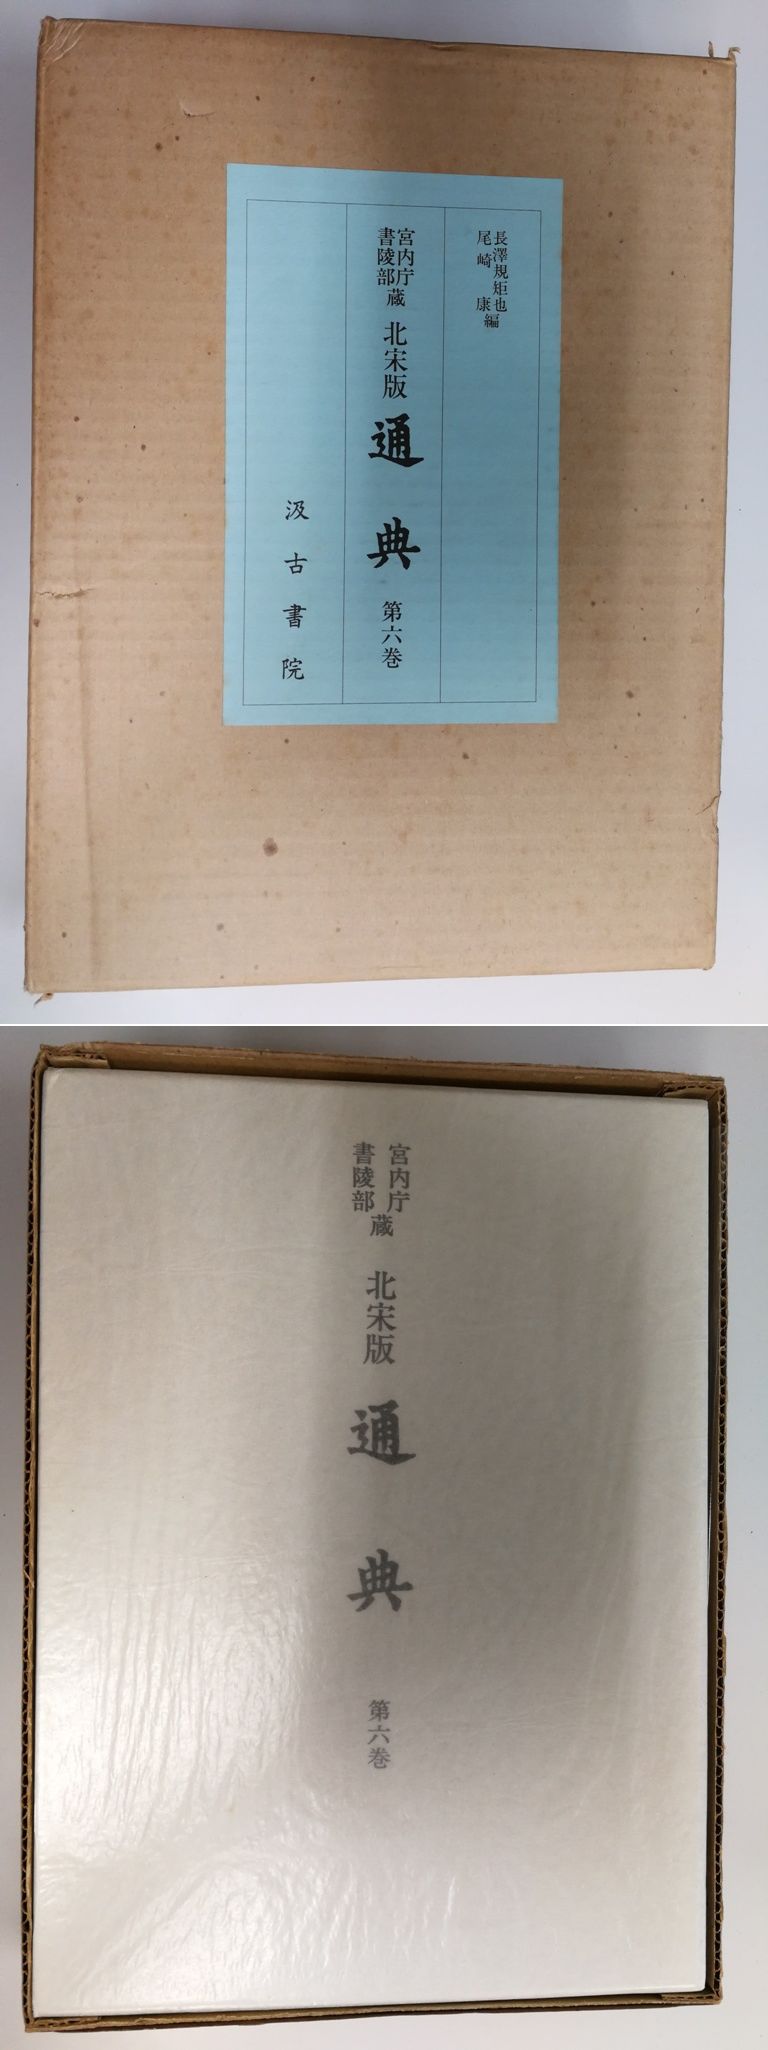 長澤規矩也
尾崎康編
宮内庁
書陵部蔵
北宋版 通典 第六巻
汲古書院
宮内庁
書陵部蔵
北宋版 通典 第六巻